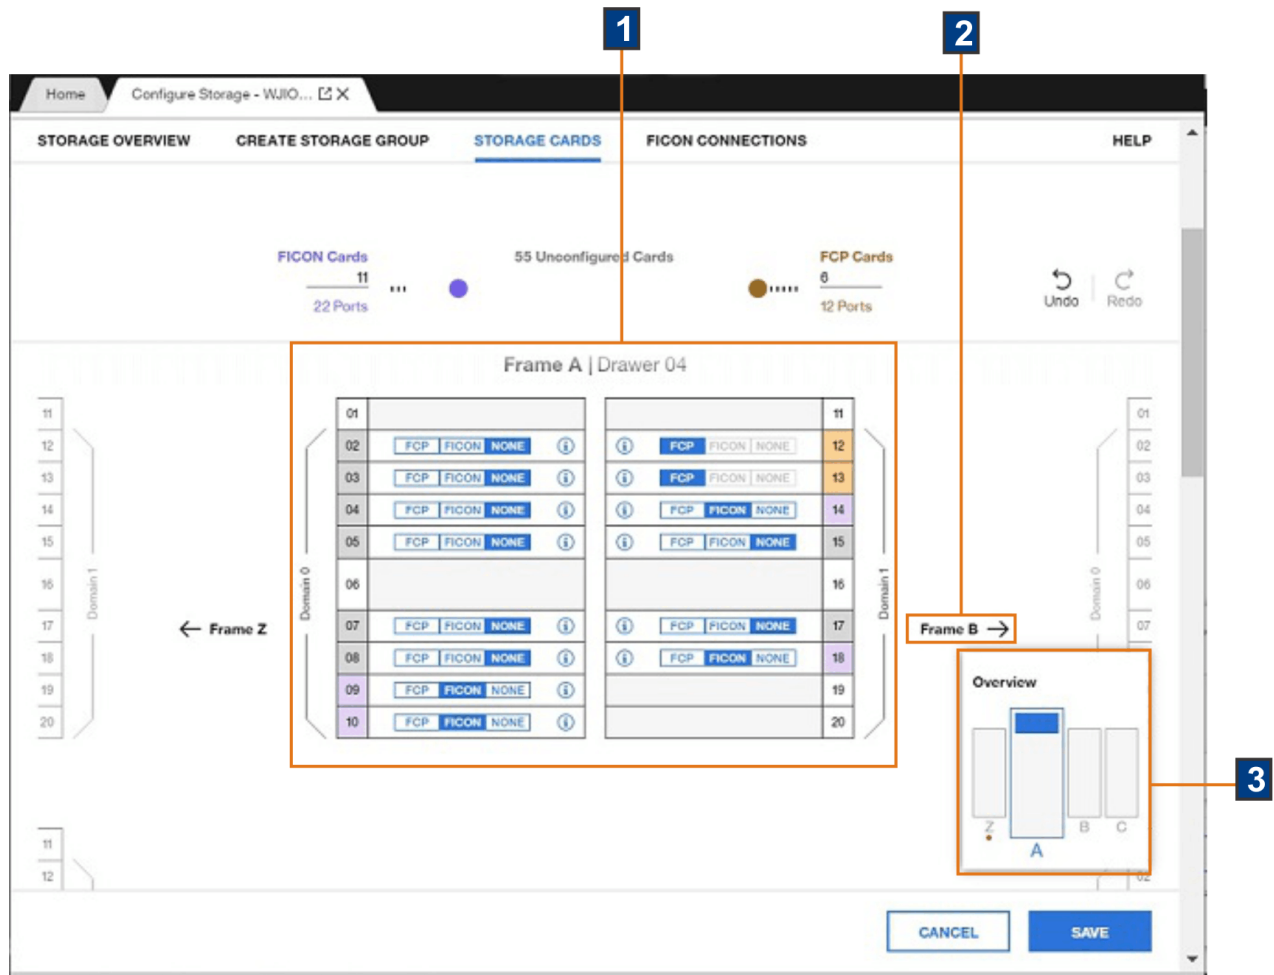 1
2
Home
Configure Storage - WJIO...
STORAGE OVERVIEW CREATE STORAGE GROUP STORAGE CARDS FICON CONNECTIONS HELP
FICON Cards
11
22 Ports
55 Unconfigured Cards
FCP Cards
6
12 Ports
Undo
Redo
Frame A | Drawer 04
11 01 11 01
12 02 FCP FICON NONE FCP FICON NONE 12 02
13 03 FCP FICON NONE FCP FICON NONE 13 03
14 04 FCP FICON NONE FCP FICON NONE 14 04
15 05 FCP FICON NONE FCP FICON NONE 15 05
16 Domain 1 Domain 0 06 16 Domain 1 Domain 0 06
17 Frame Z 07 FCP FICON NONE FCP FICON NONE 17 Frame B 07
18 08 FCP FICON NONE FCP FICON NONE 18
19 09 FCP FICON NONE 19
20 10 FCP FICON NONE 20
Overview
Z
A
B
C
3
11
12
02
CANCEL
SAVE